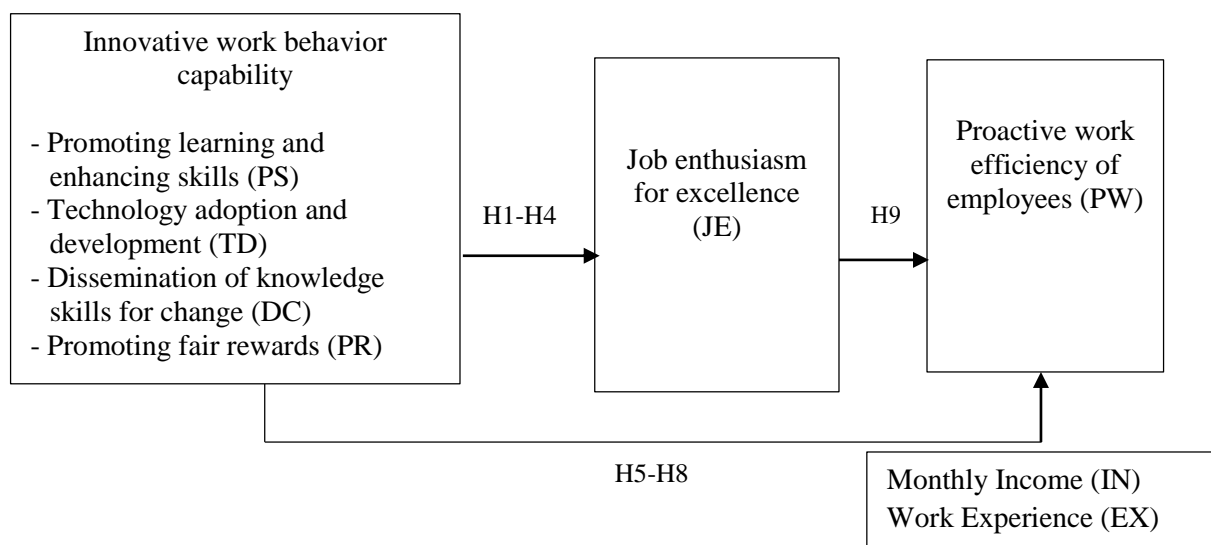 Innovative work behavior
capability
- Promoting learning and
enhancing skills (PS)
- Technology adoption and
development (TD)
- Dissemination of knowledge
skills for change (DC)
- Promoting fair rewards (PR)
H1-H4
Job enthusiasm
for excellence
(JE)
H9
Proactive work
efficiency of
employees (PW)
H5-H8
Monthly Income (IN)
Work Experience (EX)